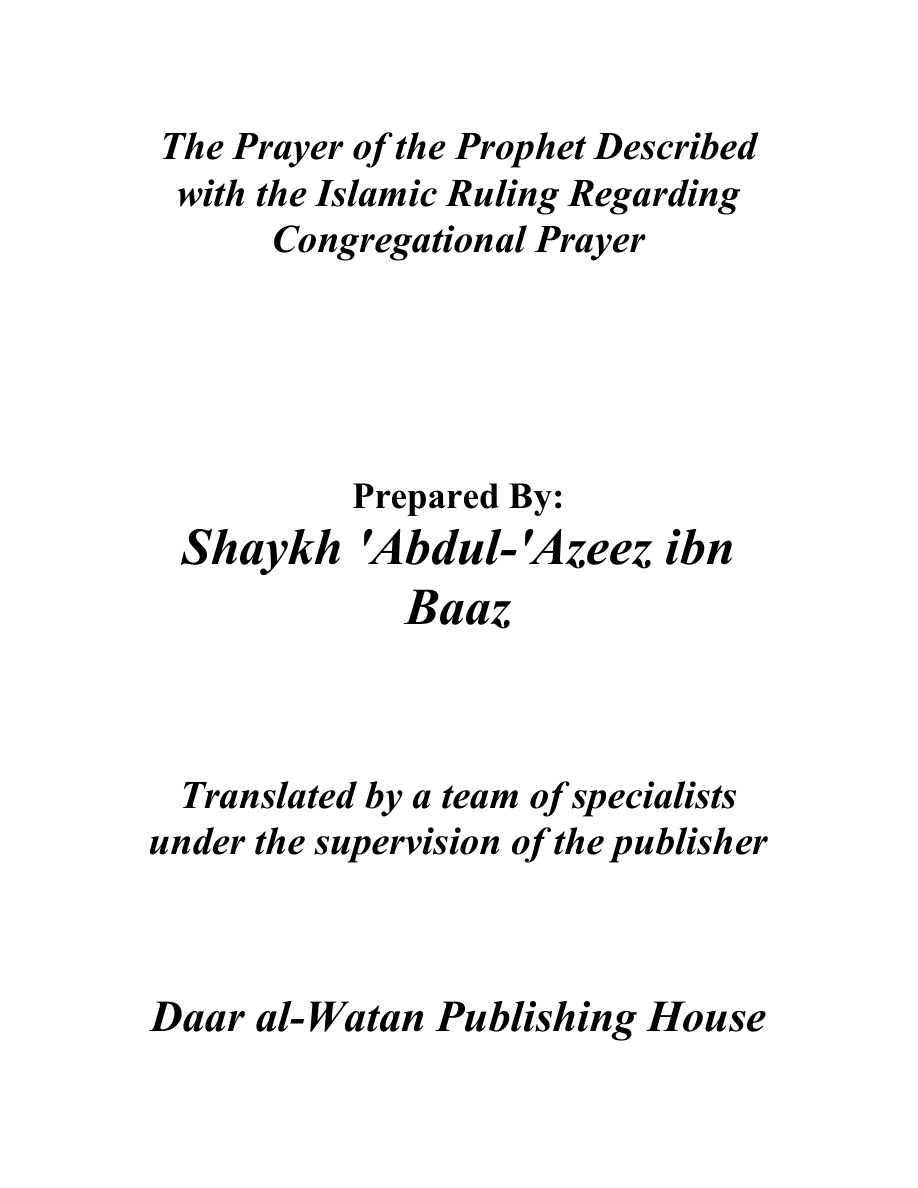 The Prayer of the Prophet Described
with the Islamic Ruling Regarding
Congregational Prayer
Prepared By:
Shaykh 'Abdul-'Azeez ibn
Baaz
Translated by a team of specialists
under the supervision of the publisher
Daar al-Watan Publishing House